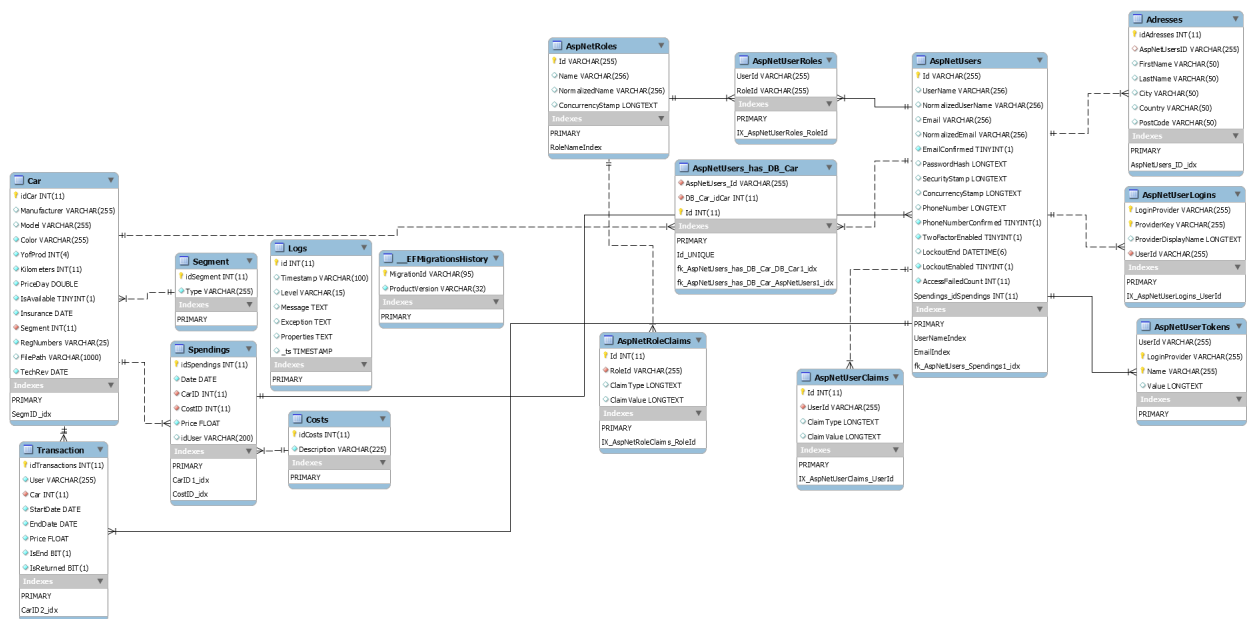 Adresses
idAdresses INT(11)
AspNetUsersID VARCHAR(255)
FirstName VARCHAR(50)
LastName VARCHAR(50)
City VARCHAR(50)
Country VARCHAR(50)
PostCode VARCHAR(50)
Indexes
PRIMARY
AspNetUsers_ID_idx
AspNetRoles
Id VARCHAR(255)
Name VARCHAR(256)
NormalizedName VARCHAR(256)
ConcurrencyStamp LONGTEXT
Indexes
PRIMARY
RoleNameIndex
AspNetUserRoles
UserId VARCHAR(255)
RoleId VARCHAR(255)
Indexes
PRIMARY
IX_AspNetUserRoles_RoleId
AspNetUsers
Id VARCHAR(255)
UserName VARCHAR(256)
NormalizedUserName VARCHAR(256)
Email VARCHAR(256)
NormalizedEmail VARCHAR(256)
EmailConfirmed TINYINT(1)
PasswordHash LONGTEXT
SecurityStamp LONGTEXT
ConcurrencyStamp LONGTEXT
PhoneNumber LONGTEXT
PhoneNumberConfirmed TINYINT(1)
TwoFactorEnabled TINYINT(1)
LockoutEnd DATETIME(6)
LockoutEnabled TINYINT(1)
AccessFailedCount INT(11)
Spendings_idSpendings INT(11)
Indexes
PRIMARY
UserNameIndex
EmailIndex
fk_AspNetUsers_Spendings1_idx
AspNetUsers_has_DB_Car
AspNetUsers_Id VARCHAR(255)
DB_Car_idCar INT(11)
Id INT(11)
Indexes
PRIMARY
Id_UNIQUE
fk_AspNetUsers_has_DB_Car_DB_Car1_idx
fk_AspNetUsers_has_DB_Car_AspNetUsers1_idx
AspNetUserLogins
LoginProvider VARCHAR(255)
ProviderKey VARCHAR(255)
ProviderDisplayName LONGTEXT
UserId VARCHAR(255)
Indexes
PRIMARY
IX_AspNetUserLogins_UserId
Car
idCar INT(11)
Manufacturer VARCHAR(255)
Model VARCHAR(255)
Color VARCHAR(255)
YofProd INT(4)
Kilometers INT(11)
PriceDay DOUBLE
IsAvailable TINYINT(1)
Insurance DATE
Segment INT(11)
RegNumbers VARCHAR(25)
FilePath VARCHAR(1000)
TechRev DATE
Indexes
PRIMARY
SegmID_idx
Segment
idSegment INT(11)
Type VARCHAR(255)
Indexes
PRIMARY
Logs
id INT(11)
Timestamp VARCHAR(100)
Level VARCHAR(15)
Message TEXT
Exception TEXT
Properties TEXT
_ts TIMESTAMP
Indexes
PRIMARY
__EFMigrationsHistory
MigrationId VARCHAR(95)
ProductVersion VARCHAR(32)
Indexes
PRIMARY
AspNetUserTokens
UserId VARCHAR(255)
LoginProvider VARCHAR(255)
Name VARCHAR(255)
Value LONGTEXT
Indexes
PRIMARY
AspNetRoleClaims
Id INT(11)
RoleId VARCHAR(255)
ClaimType LONGTEXT
ClaimValue LONGTEXT
Indexes
PRIMARY
IX_AspNetRoleClaims_RoleId
Spendings
idSpendings INT(11)
Date DATE
CarID INT(11)
CostID INT(11)
Price FLOAT
idUser VARCHAR(200)
Indexes
PRIMARY
CarID1_idx
CostID_idx
AspNetUserClaims
Id INT(11)
UserId VARCHAR(255)
ClaimType LONGTEXT
ClaimValue LONGTEXT
Indexes
PRIMARY
IX_AspNetUserClaims_UserId
Costs
idCosts INT(11)
Description VARCHAR(225)
Indexes
PRIMARY
Transaction
idTransactions INT(11)
User VARCHAR(255)
Car INT(11)
StartDate DATE
EndDate DATE
Price FLOAT
IsEnd BIT(1)
IsReturned BIT(1)
Indexes
PRIMARY
CarID2_idx